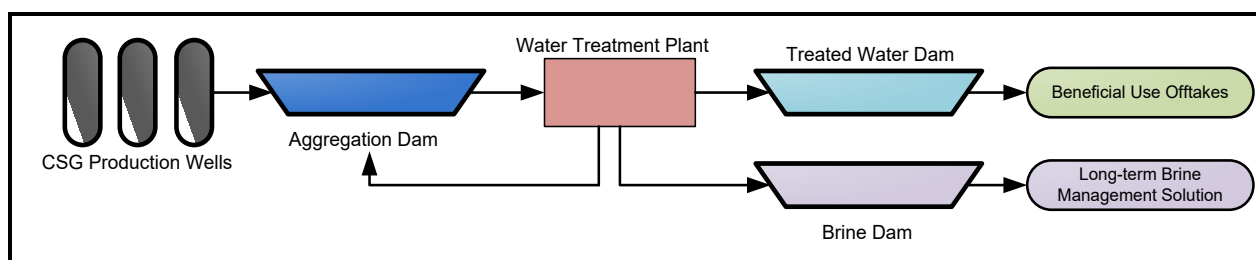 Water Treatment Plant
Treated Water Dam
Beneficial Use Offtakes
Aggregation Dam
CSG Production Wells
Long-term Brine
Management Solution
Brine Dam